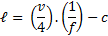 ℓ = (v/4).(1/f) − c